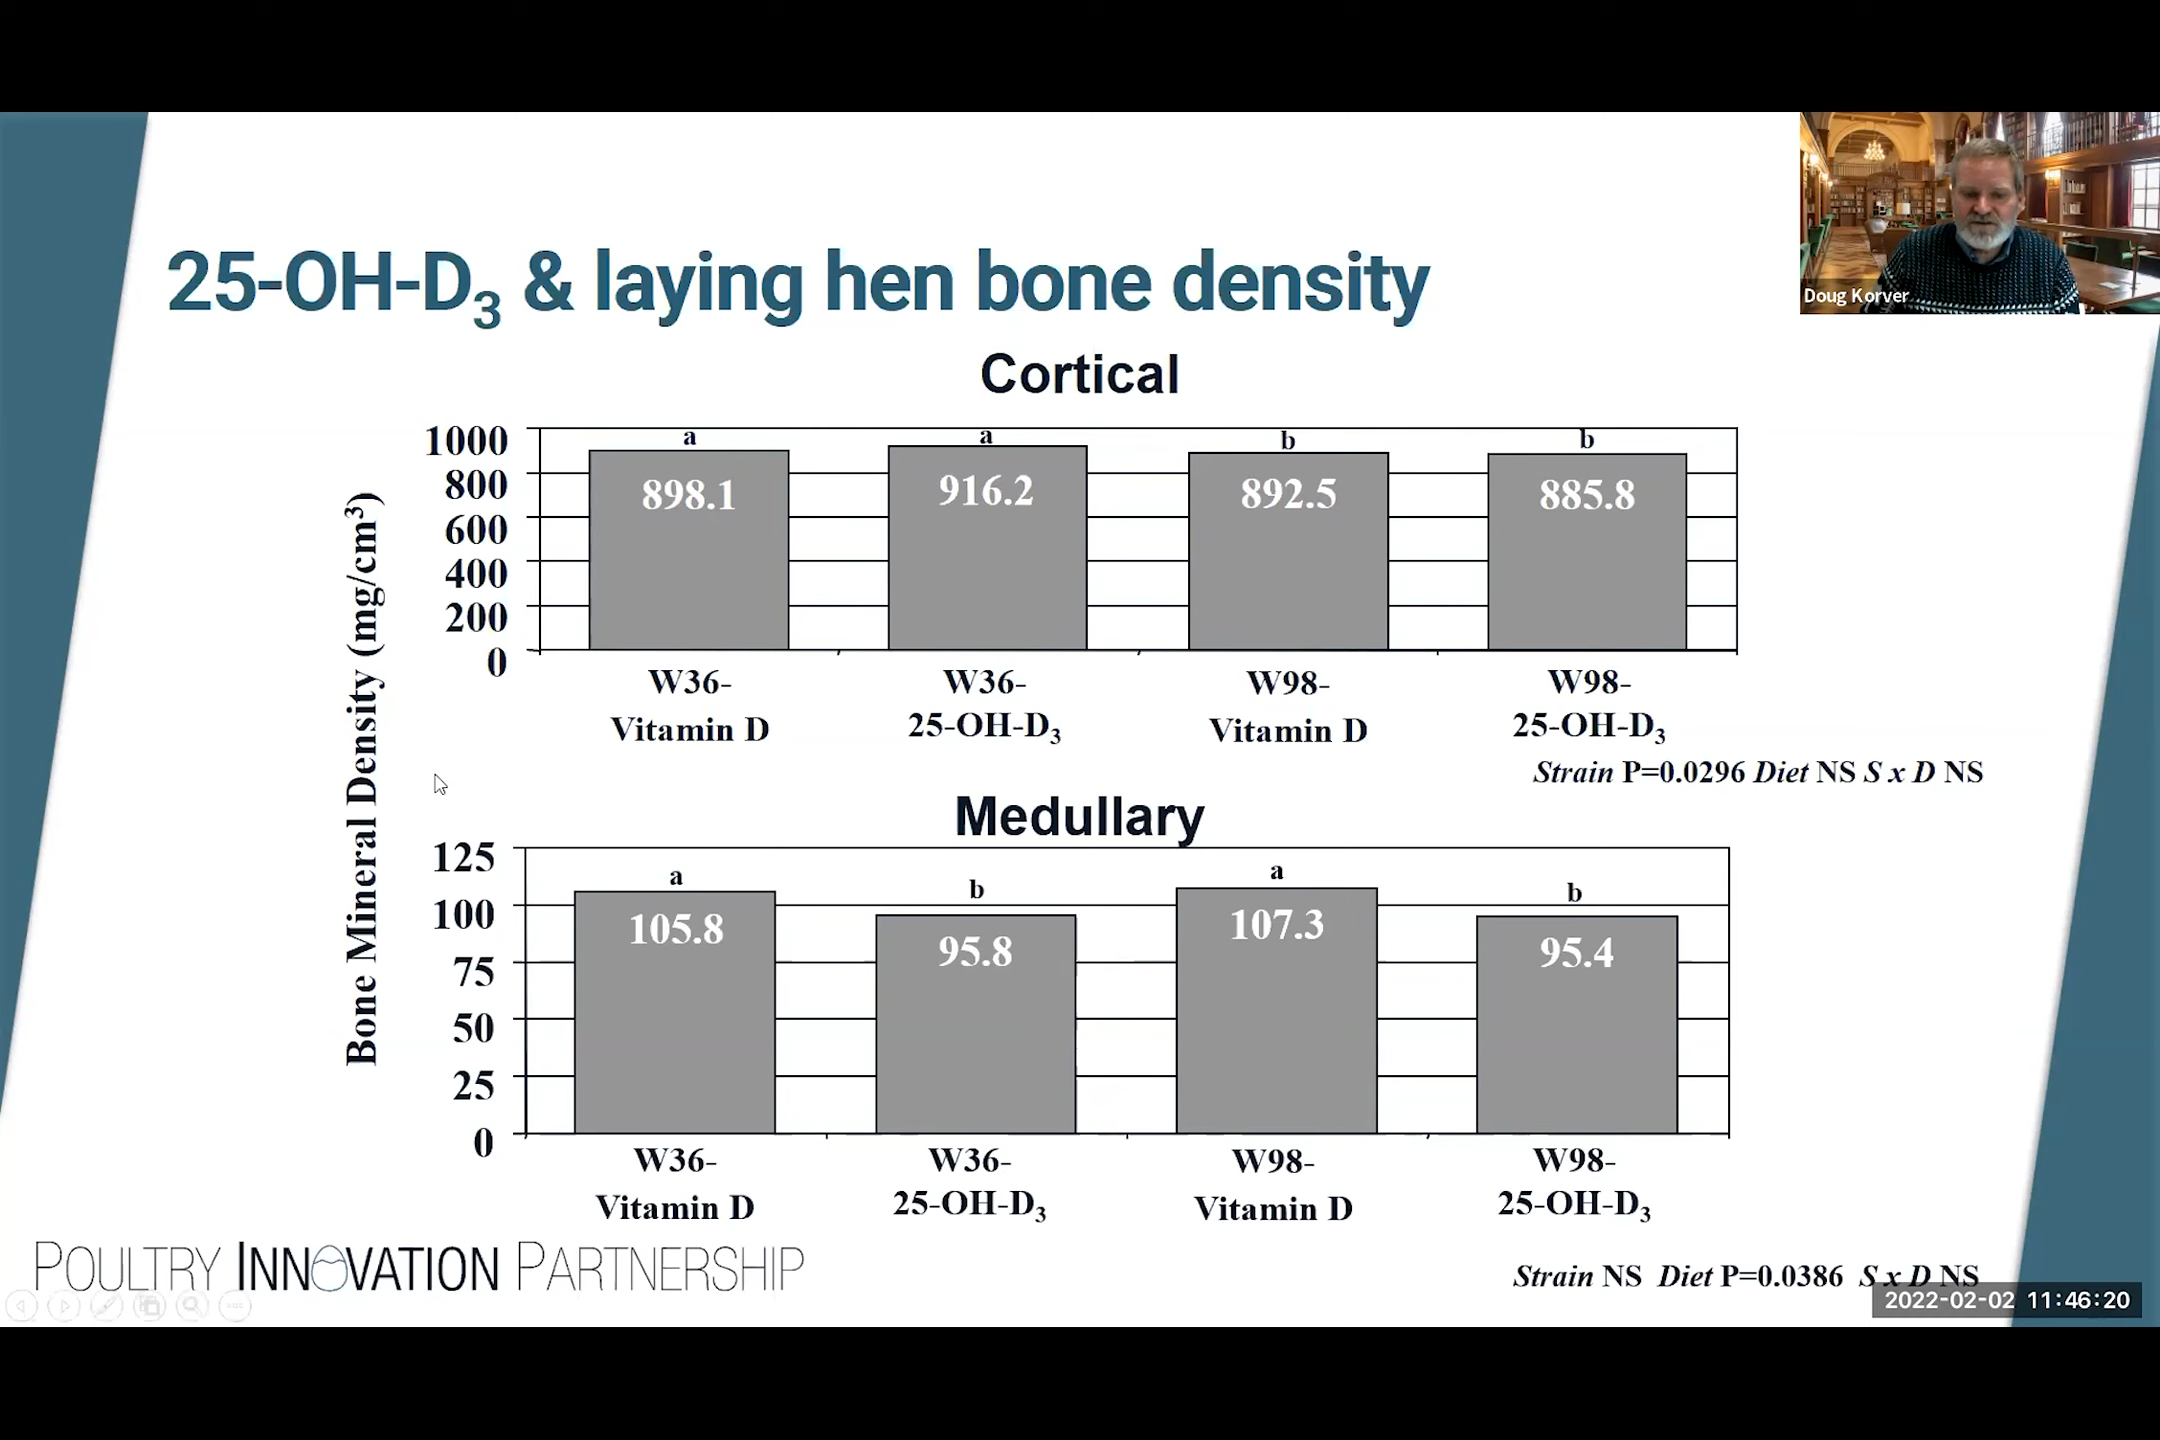 Doug Korver
25-OH-D₃ & laying hen bone density
Cortical
Bone Mineral Density (mg/cm³)
1000
800
600
400
200
0
a a b b
898.1 916.2 892.5 885.8
W36- W36- W98- W98-
Vitamin D 25-OH-D₃ Vitamin D 25-OH-D₃
Strain P=0.0296 Diet NS S x D NS
Medullary
125
100
75
50
25
0
a b a b
105.8 95.8 107.3 95.4
W36- W36- W98- W98-
Vitamin D 25-OH-D₃ Vitamin D 25-OH-D₃
POULTRY INNOVATION PARTNERSHIP
Strain NS Diet P=0.0386 S x D NS
2022-02-02 11:46:20